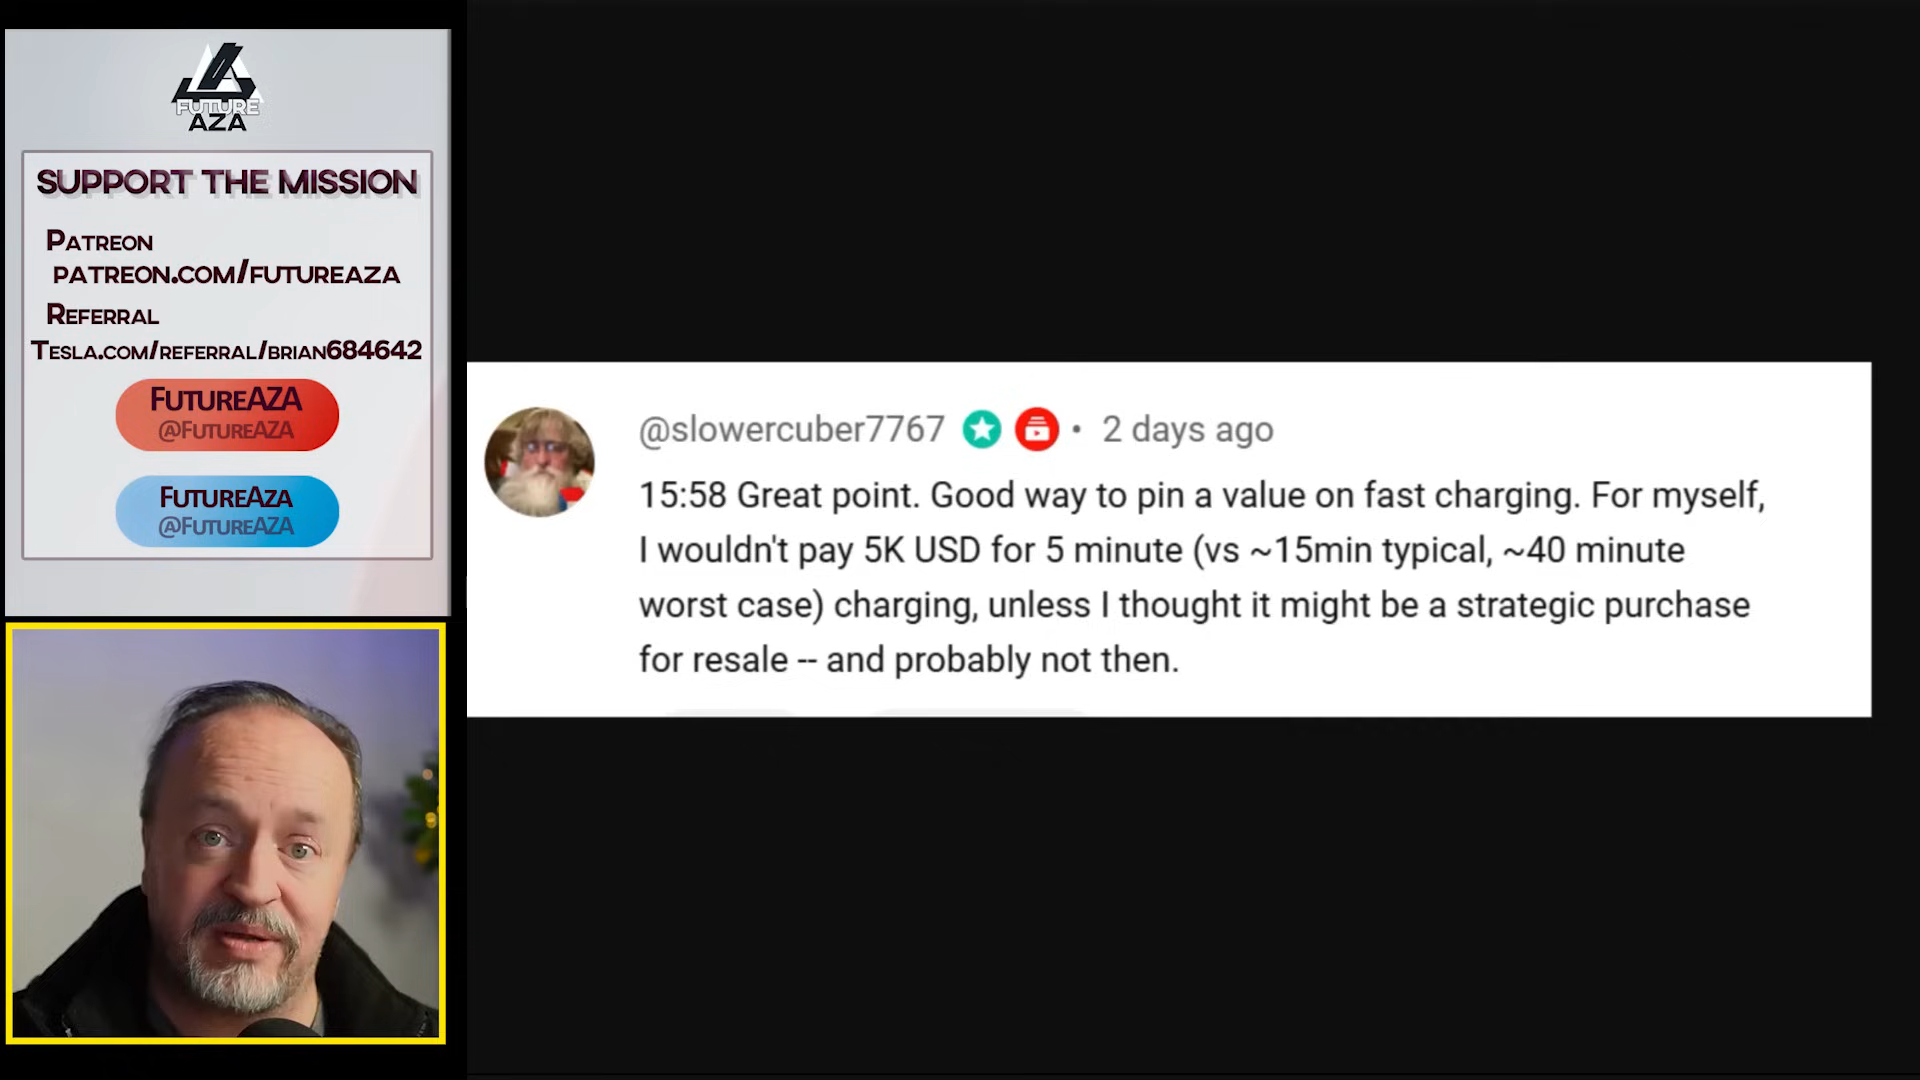 FUTURE
AZA
SUPPORT THE MISSION
PATREON
PATREON.COM/FUTUREAZA
REFERRAL
TESLA.COM/REFERRAL/BRIAN684642
FUTUREAZA
@FUTUREAZA
FUTUREAZA
@FUTUREAZA
@slowercuber7767 • 2 days ago
15:58 Great point. Good way to pin a value on fast charging. For myself,
I wouldn't pay 5K USD for 5 minute (vs ~15min typical, ~40 minute
worst case) charging, unless I thought it might be a strategic purchase
for resale -- and probably not then.